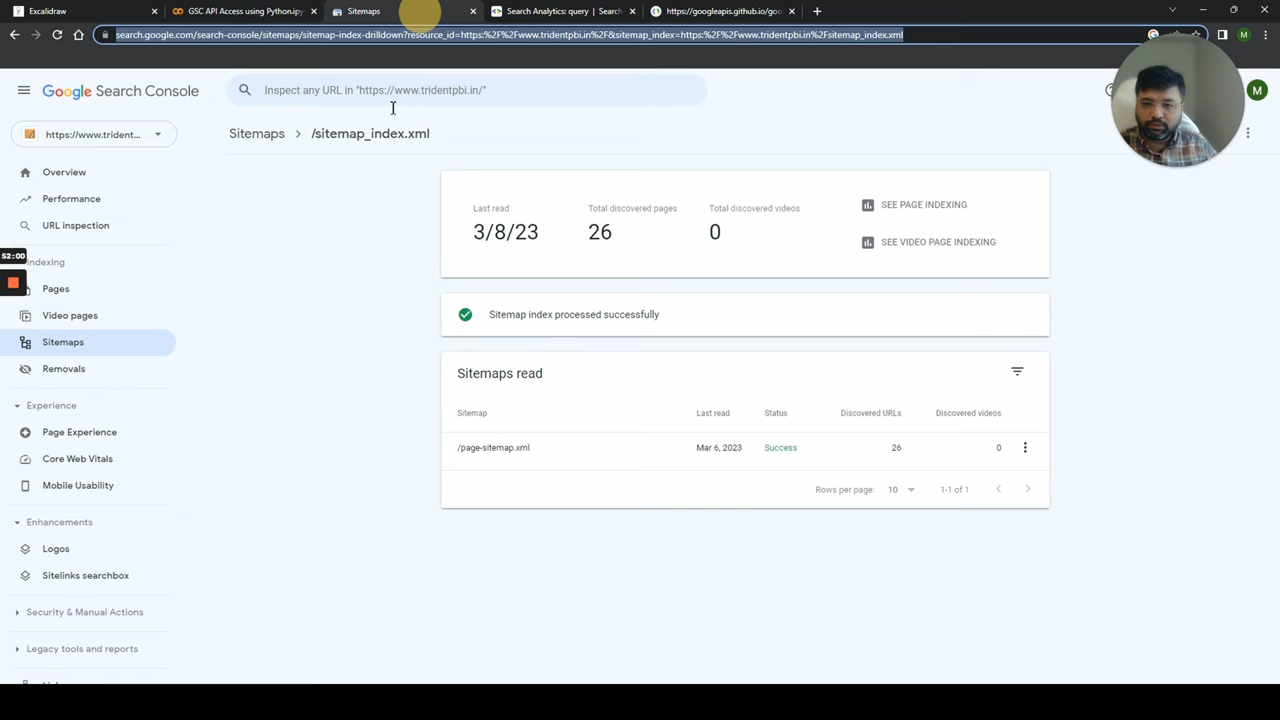 Excalidraw
GSC API Access using Python.ipy
Sitemaps
Search Analytics: query | Search
https://googleapis.github.io/goo
search.google.com/search-console/sitemaps/sitemap-index-drilldown?resource_id=https:%2F%2Fwww.tridentpbi.in%2F&sitemap_index=https:%2F%2Fwww.tridentpbi.in%2Fsitemap_index.xml
M
Google Search Console
Inspect any URL in "https://www.tridentpbi.in/"
M
https://www.trident...
Sitemaps
/sitemap_index.xml
Overview
Performance
URL inspection
52:00
Indexing
Pages
Video pages
Sitemaps
Removals
Experience
Page Experience
Core Web Vitals
Mobile Usability
Enhancements
Logos
Sitelinks searchbox
Security & Manual Actions
Legacy tools and reports
Last read
Total discovered pages
Total discovered videos
3/8/23
26
0
SEE PAGE INDEXING
SEE VIDEO PAGE INDEXING
Sitemap index processed successfully
Sitemaps read
Sitemap
Last read
Status
Discovered URLs
Discovered videos
/page-sitemap.xml
Mar 6, 2023
Success
26
0
Rows per page:
10
1-1 of 1